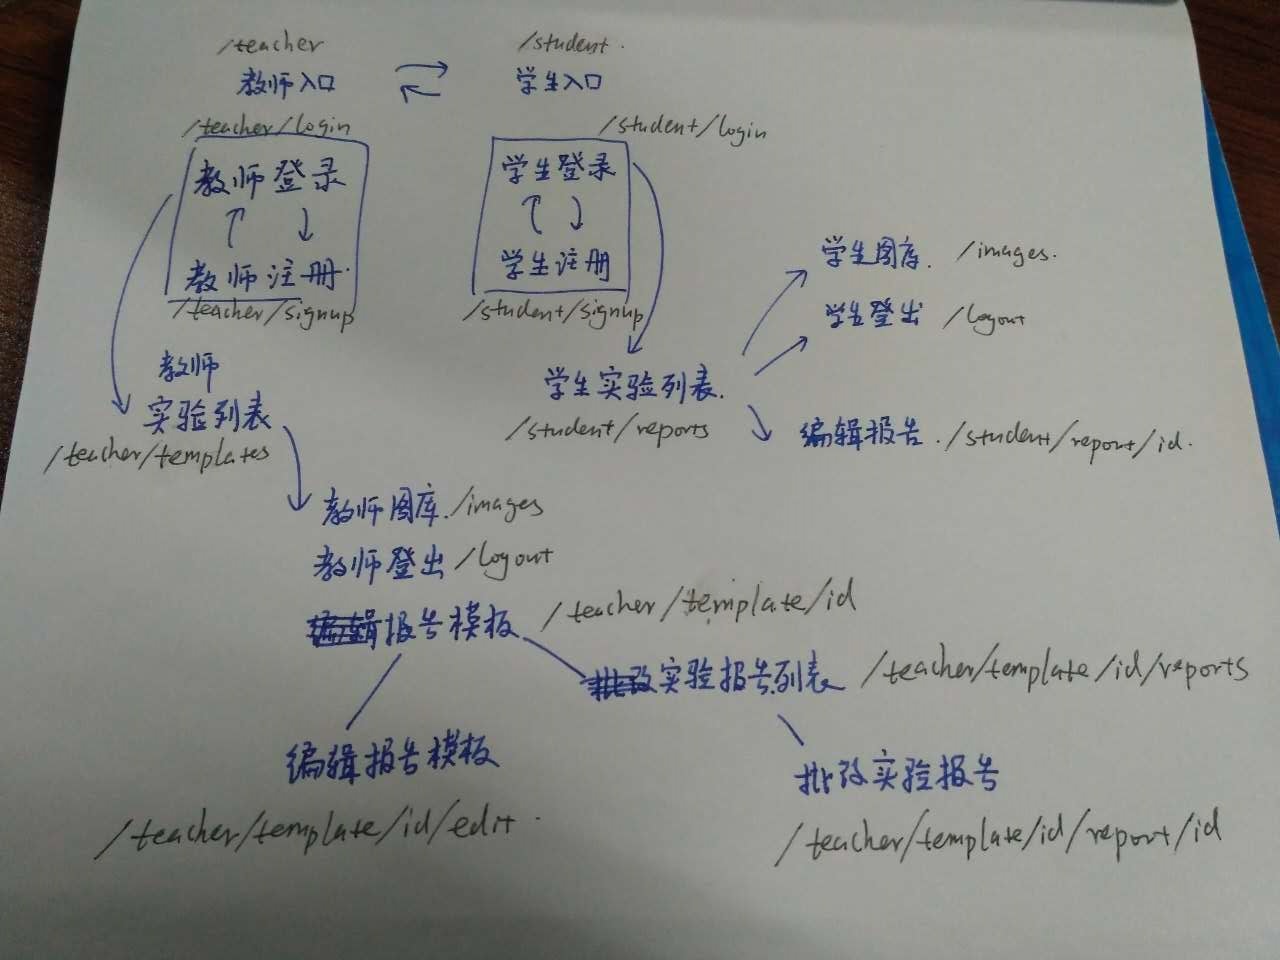 /teacher
/student.
教师入口
学生入口
/teacher/login
/student/login
教师登录
学生登录
教师注册
学生注册
/teacher/signup
/student/signup
学生图库. /images.
学生登出 /logout
教师
实验列表
/teacher/templates
学生实验列表.
/student/reports
编辑报告. /student/report/id.
教师图库. /images
教师登出 /logout
报告模板 /teacher/template/id
实验报告列表 /teacher/template/id/reports
编辑报告模板
/teacher/template/id/edit.
批改实验报告
/teacher/template/id/report/id